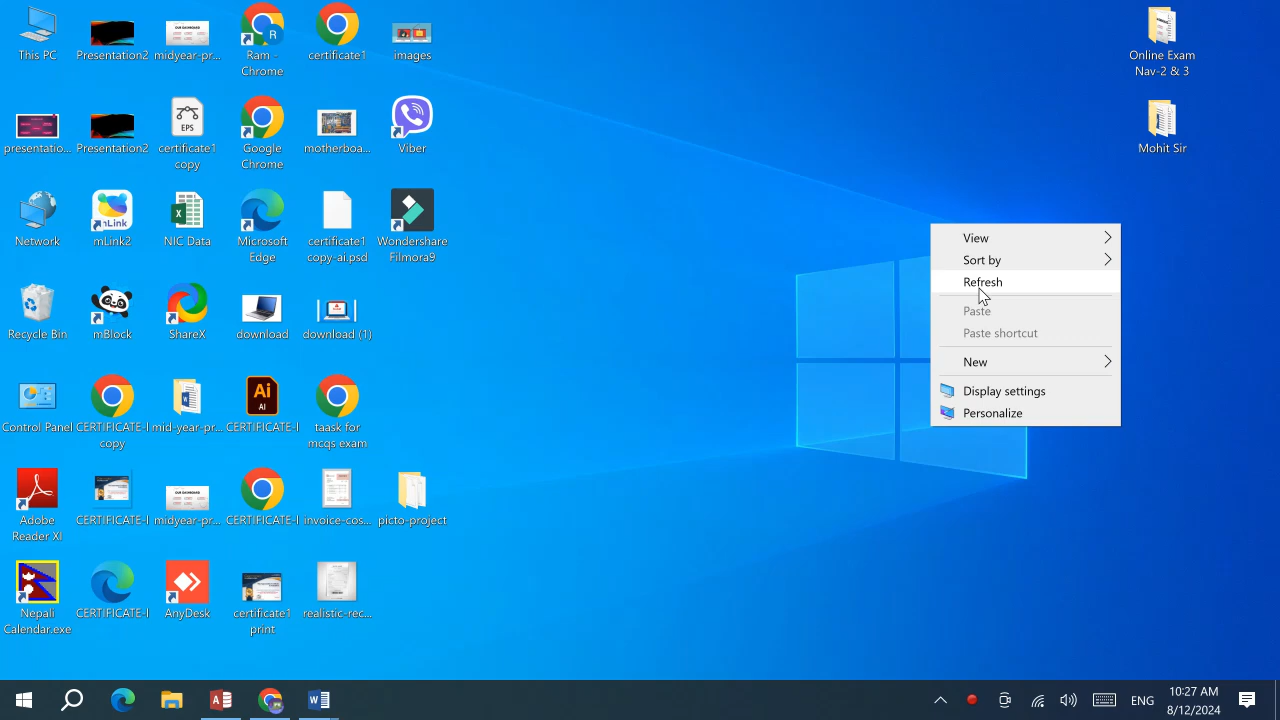 This PC
Presentation2
midyear-pr...
Ram -
Chrome
certificate1
images
Online Exam
Nav-2 & 3
presentatio...
Presentation2
EPS
certificate1
copy
Google
Chrome
motherboa...
Viber
Mohit Sir
Network
mLink
mLink2
NIC Data
Microsoft
Edge
certificate1
copy-ai.psd
Wondershare
Filmora9
Recycle Bin
mBlock
ShareX
download
download (1)
Control Panel
CERTIFICATE-I
copy
mid-year-pr...
Ai
AI
CERTIFICATE-I
taask for
mcqs exam
Adobe
Reader XI
CERTIFICATE-I
midyear-pr...
CERTIFICATE-I
invoice-cos...
picto-project
Nepali
Calendar.exe
CERTIFICATE-I
AnyDesk
certificate1
print
realistic-rec...
View
Sort by
Refresh
Paste
Paste shortcut
New
Display settings
Personalize
ENG
10:27 AM
8/12/2024